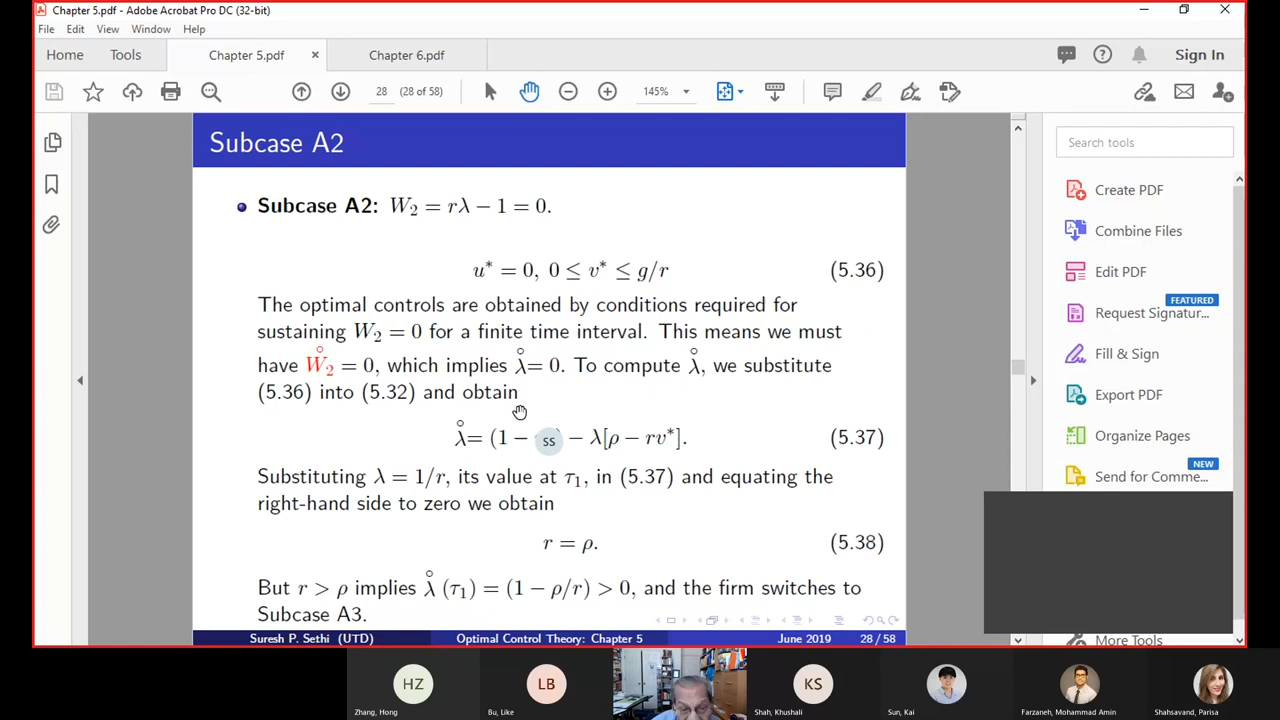 Chapter 5.pdf - Adobe Acrobat Pro DC (32-bit)
File Edit View Window Help
Home Tools Chapter 5.pdf × Chapter 6.pdf Sign In
28 (28 of 58) 145%
Subcase A2
Subcase A2: W₂ = rλ − 1 = 0.
u* = 0, 0 ≤ v* ≤ g/r (5.36)
The optimal controls are obtained by conditions required for
sustaining W₂ = 0 for a finite time interval. This means we must
have W̊₂ = 0, which implies λ̊ = 0. To compute λ̊, we substitute
(5.36) into (5.32) and obtain
λ̊ = (1 − ss ) − λ[ρ − rv*]. (5.37)
Substituting λ = 1/r, its value at τ₁, in (5.37) and equating the
right-hand side to zero we obtain
r = ρ. (5.38)
But r > ρ implies λ̊ (τ₁) = (1 − ρ/r) > 0, and the firm switches to
Subcase A3.
Suresh P. Sethi (UTD) Optimal Control Theory: Chapter 5 June 2019 28 / 58
Search tools
Create PDF
Combine Files
Edit PDF
FEATURED
Request Signatur...
Fill & Sign
Export PDF
Organize Pages
NEW
Send for Comme...
More Tools
HZ LB KS
Zhang, Hong Bu, Like Shah, Khushali Sun, Kai Farzaneh, Mohammad Amin Shahsavand, Parisa